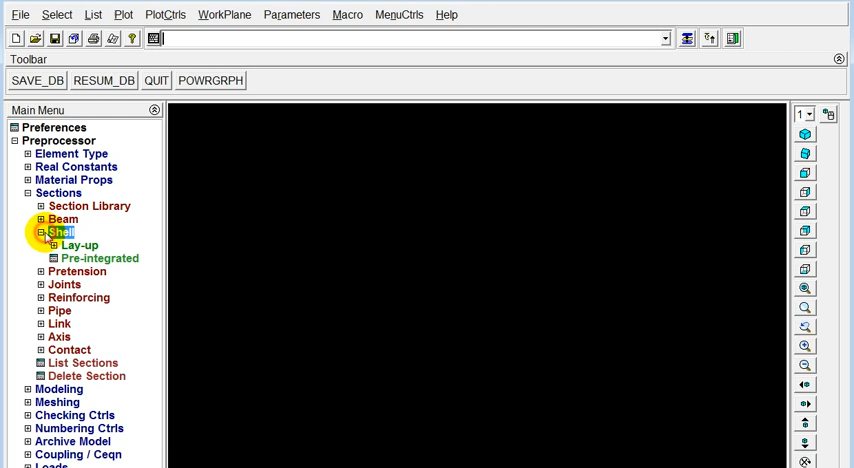 File Select List Plot PlotCtrls WorkPlane Parameters Macro MenuCtrls Help
Toolbar
SAVE_DB RESUM_DB QUIT POWRGRPH
Main Menu
1
Preferences
Preprocessor
Element Type
Real Constants
Material Props
Sections
Section Library
Beam
Shell
Lay-up
Pre-integrated
Pretension
Joints
Reinforcing
Pipe
Link
Axis
Contact
List Sections
Delete Section
Modeling
Meshing
Checking Ctrls
Numbering Ctrls
Archive Model
Coupling / Ceqn
Loads